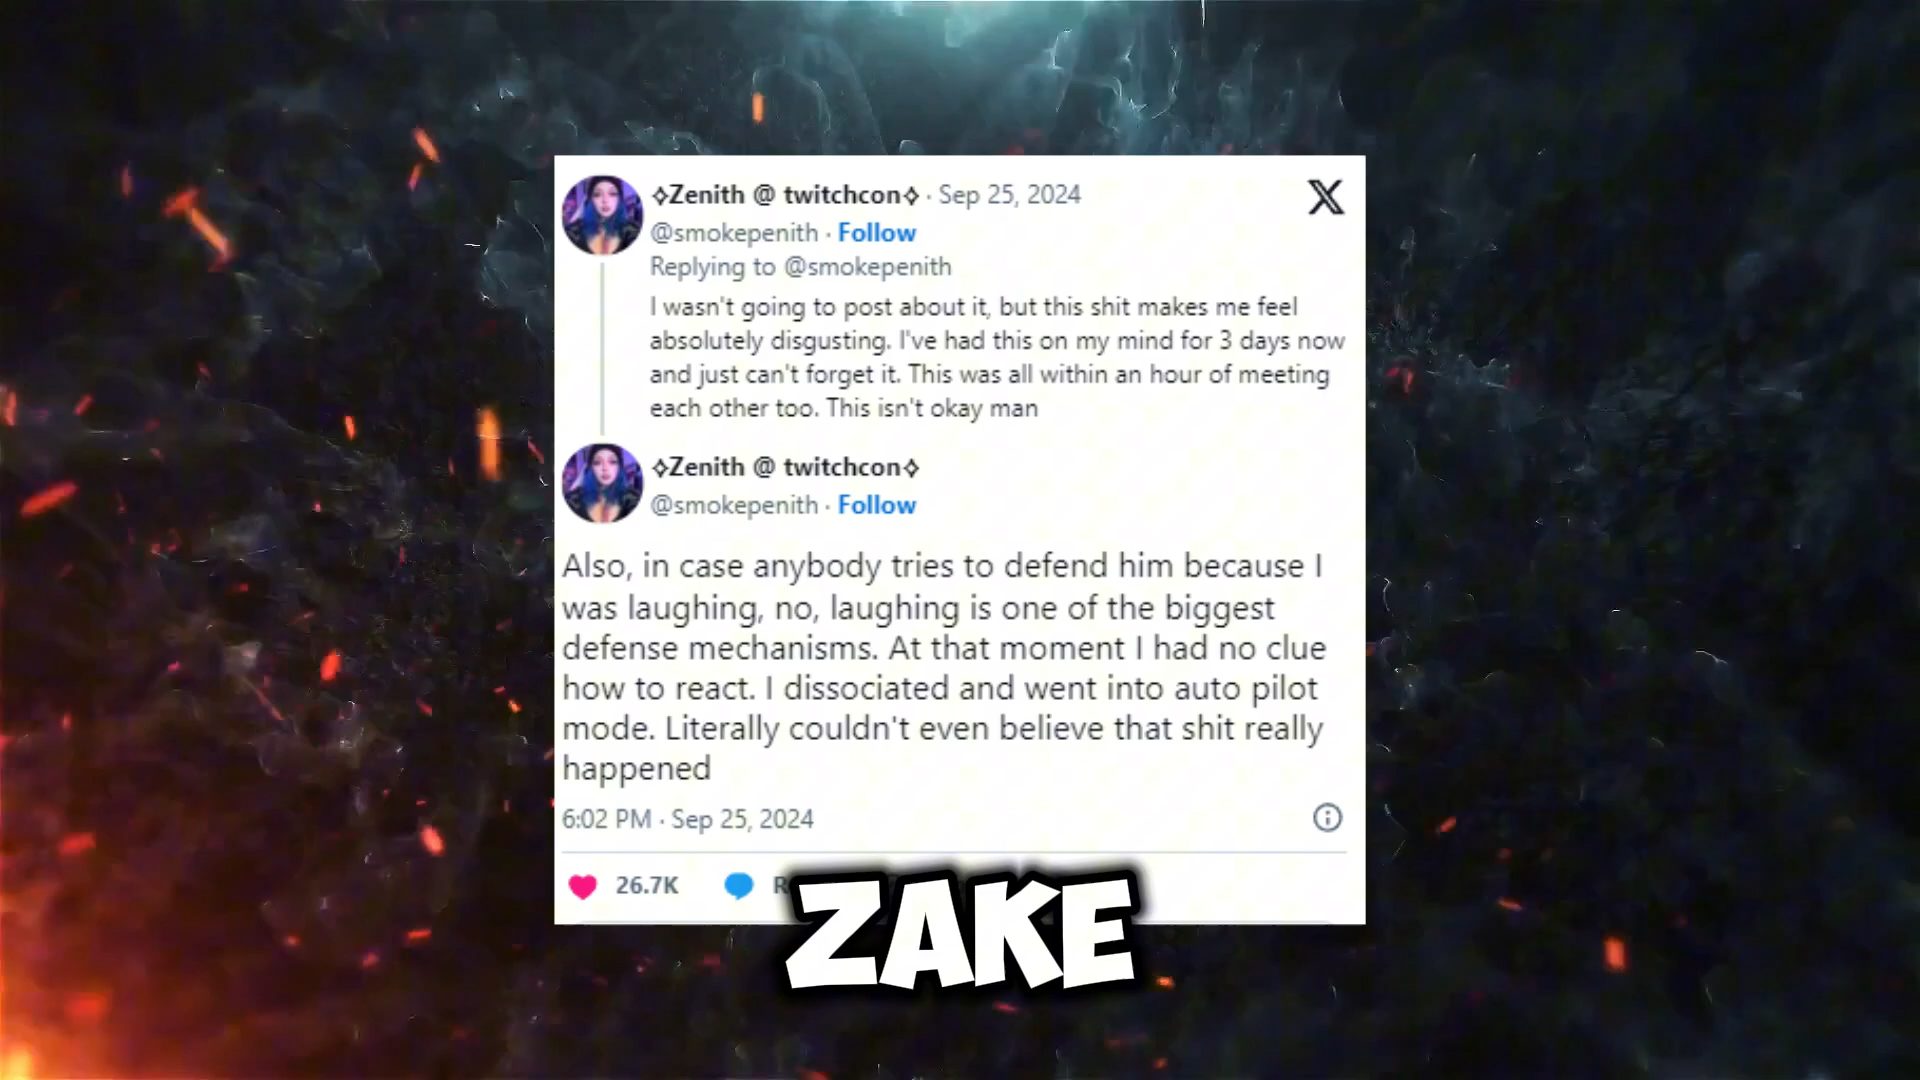 ✧Zenith @ twitchcon✧ · Sep 25, 2024
@smokepenith · Follow
Replying to @smokepenith
I wasn't going to post about it, but this shit makes me feel
absolutely disgusting. I've had this on my mind for 3 days now
and just can't forget it. This was all within an hour of meeting
each other too. This isn't okay man
✧Zenith @ twitchcon✧
@smokepenith · Follow
Also, in case anybody tries to defend him because I
was laughing, no, laughing is one of the biggest
defense mechanisms. At that moment I had no clue
how to react. I dissociated and went into auto pilot
mode. Literally couldn't even believe that shit really
happened
6:02 PM · Sep 25, 2024
26.7K
ZAKE